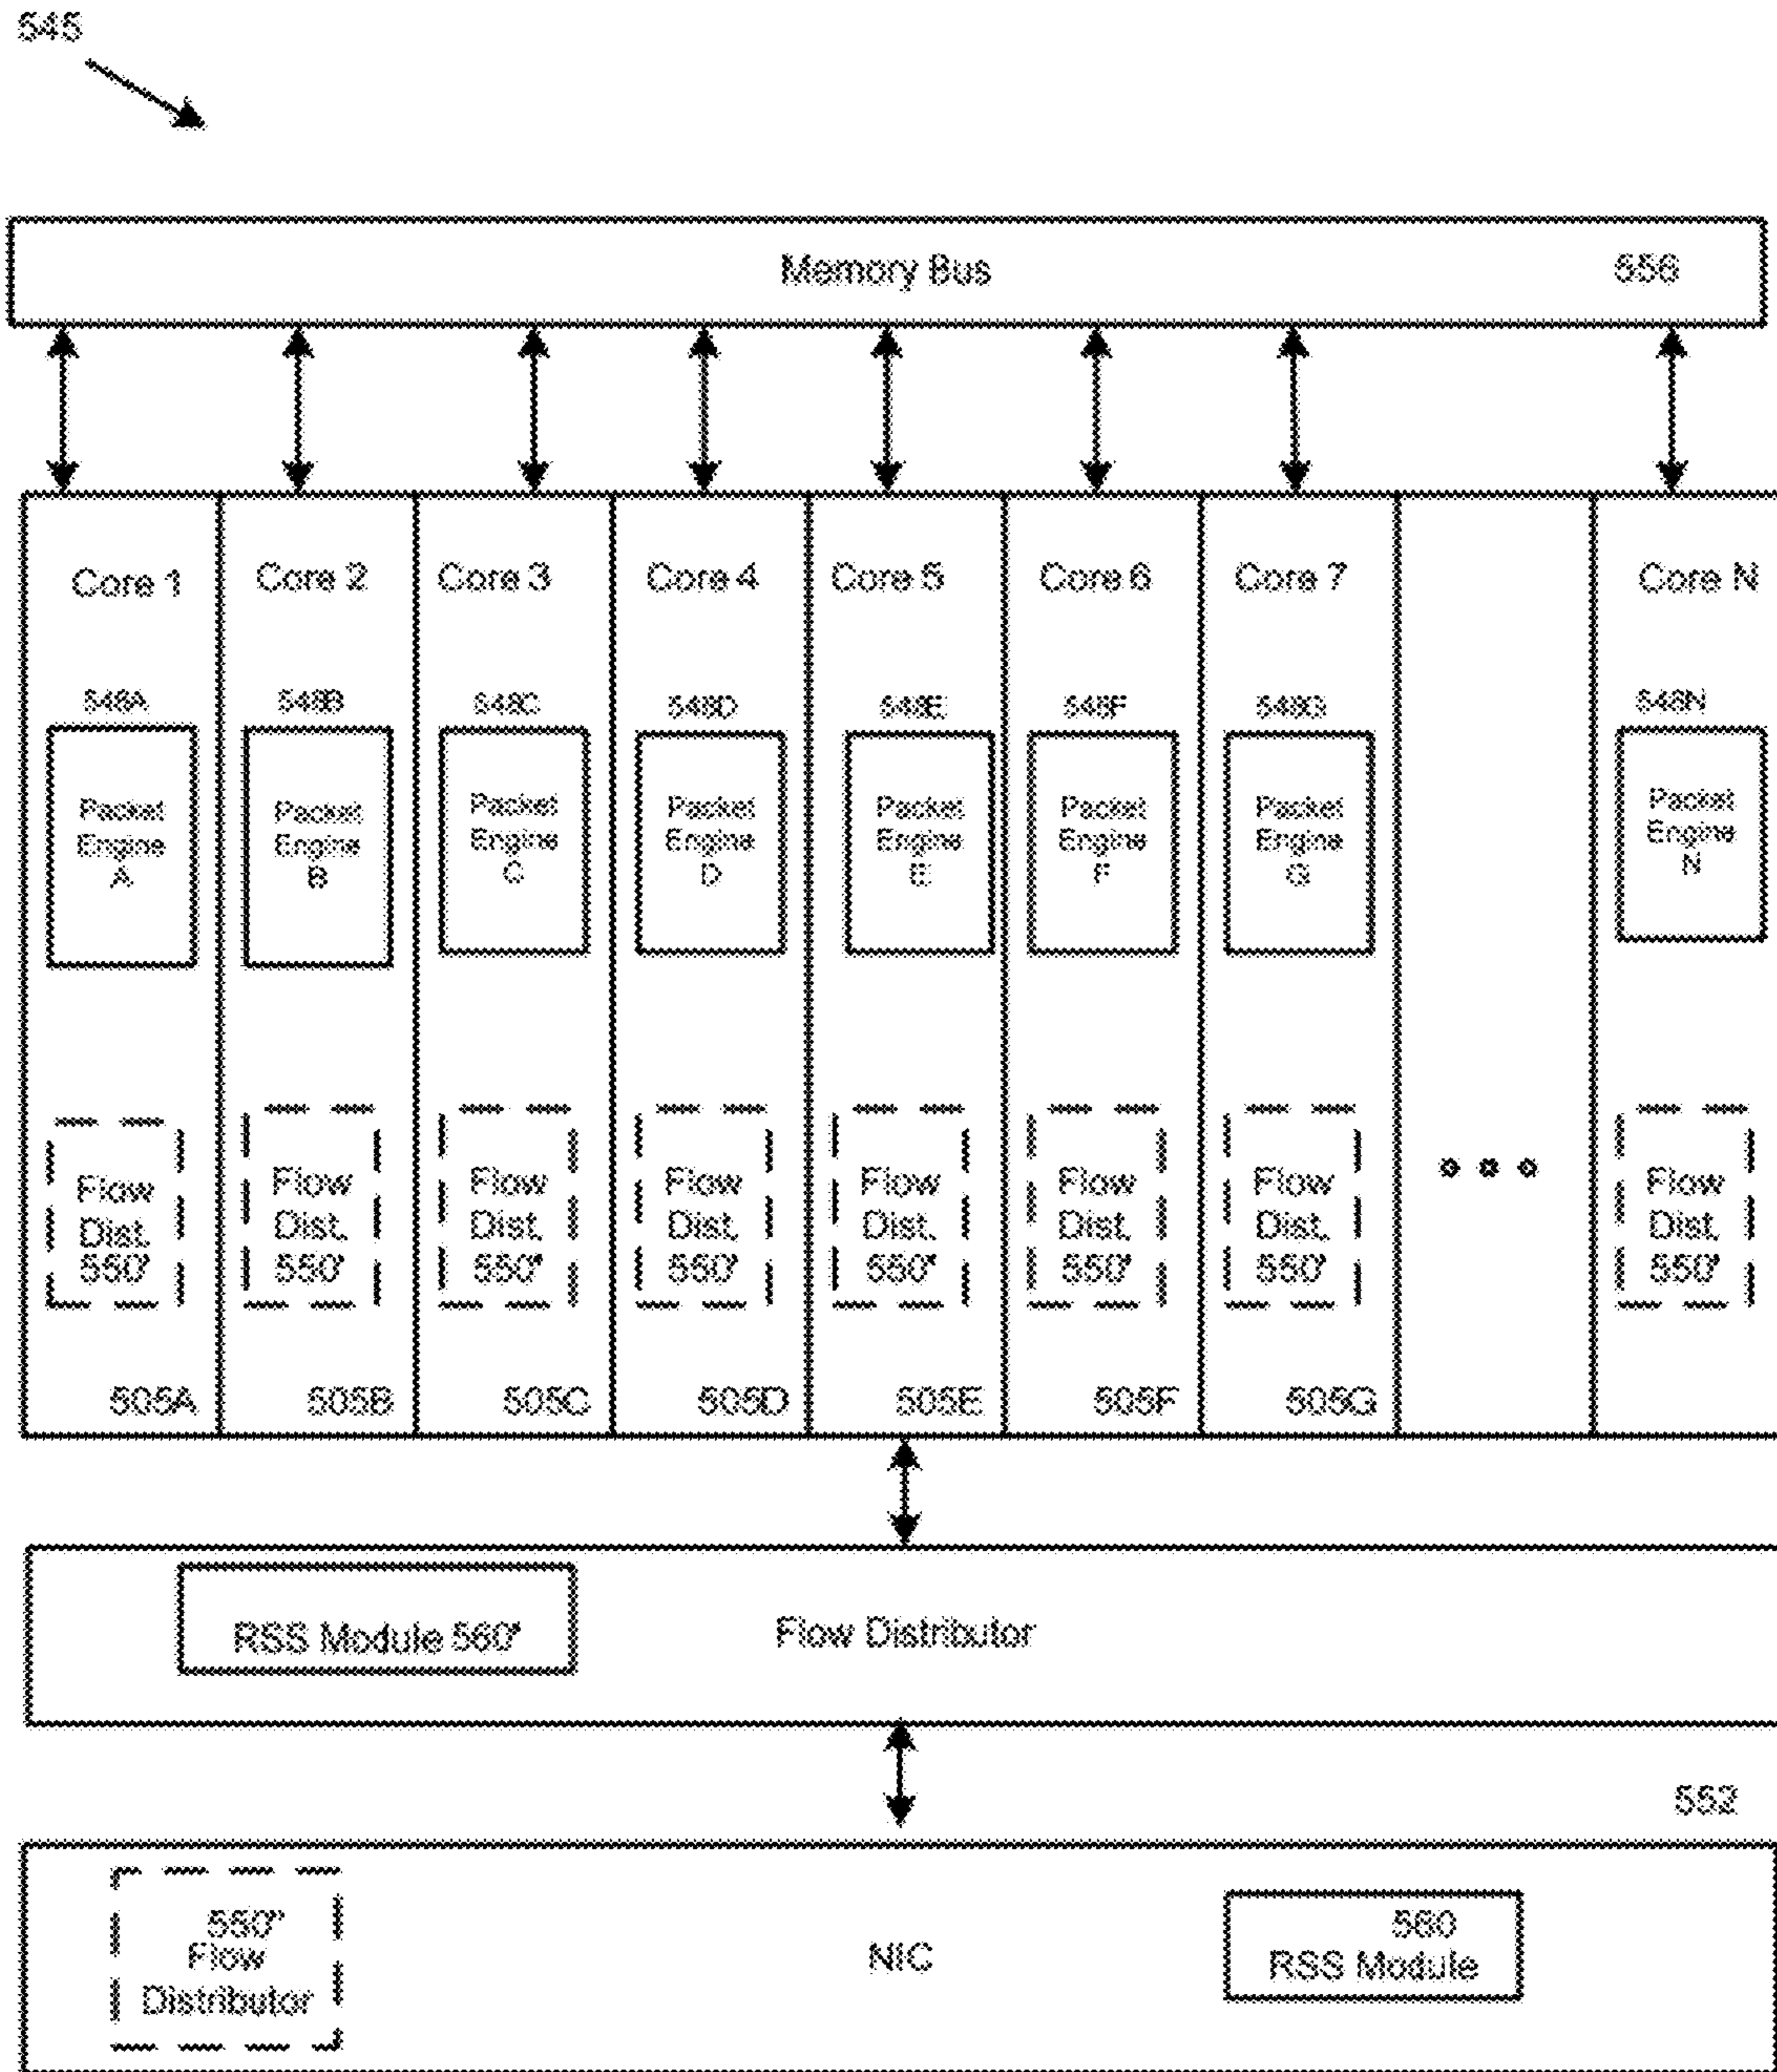 545
Memory Bus 556
Core 1 Core 2 Core 3 Core 4 Core 5 Core 6 Core 7 Core N
548A 548B 548C 548D 548E 548F 548G 548N
Packet Packet Packet Packet Packet Packet Packet Packet
Engine Engine Engine Engine Engine Engine Engine Engine
A B C D E F G N
Flow Flow Flow Flow Flow Flow Flow Flow
Dist. Dist. Dist. Dist. Dist. Dist. Dist. Dist.
550' 550' 550' 550' 550' 550' 550' 550'
505A 505B 505C 505D 505E 505F 505G
RSS Module 560' Flow Distributor
552
550''
Flow
Distributor
NIC
560
RSS Module